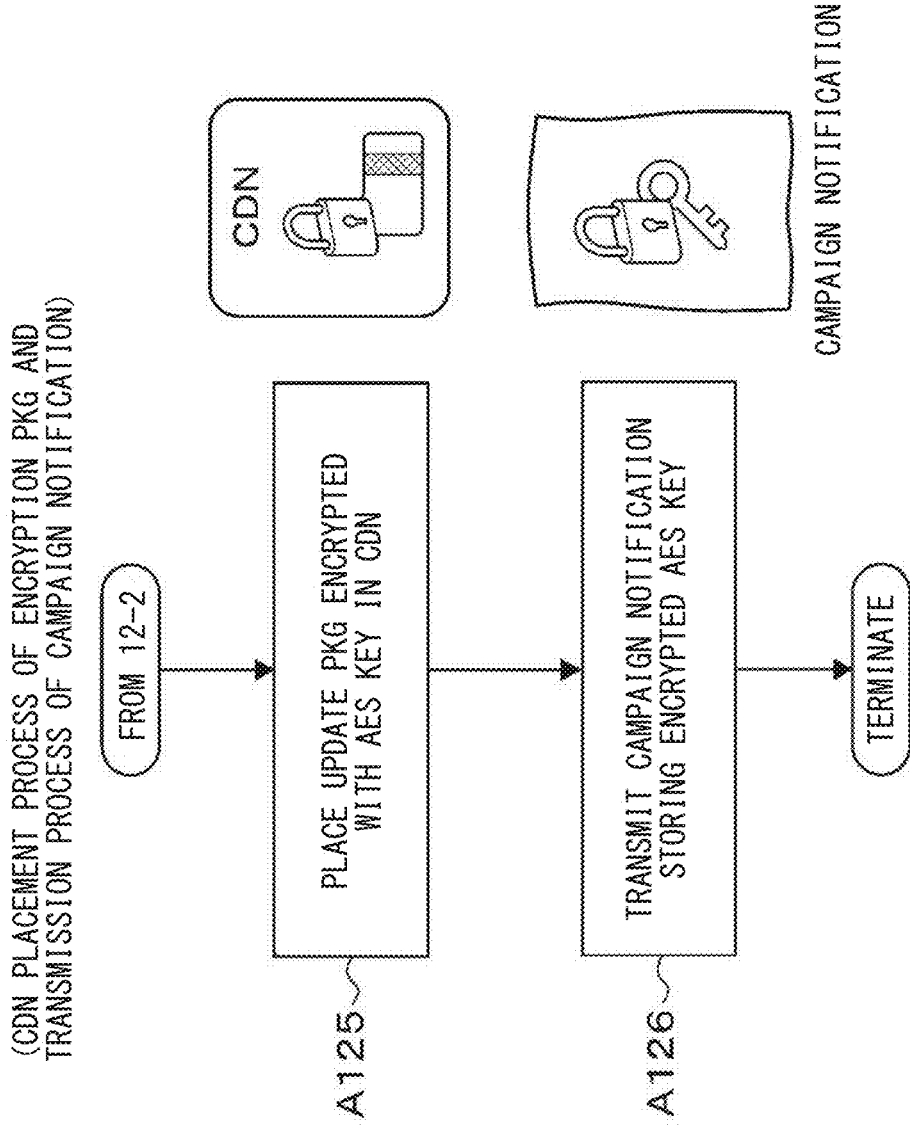 (CDN PLACEMENT PROCESS OF ENCRYPTION PKG AND
TRANSMISSION PROCESS OF CAMPAIGN NOTIFICATION)
FROM 12-2
A125
PLACE UPDATE PKG ENCRYPTED
WITH AES KEY IN CDN
CDN
A126
TRANSMIT CAMPAIGN NOTIFICATION
STORING ENCRYPTED AES KEY
CAMPAIGN NOTIFICATION
TERMINATE